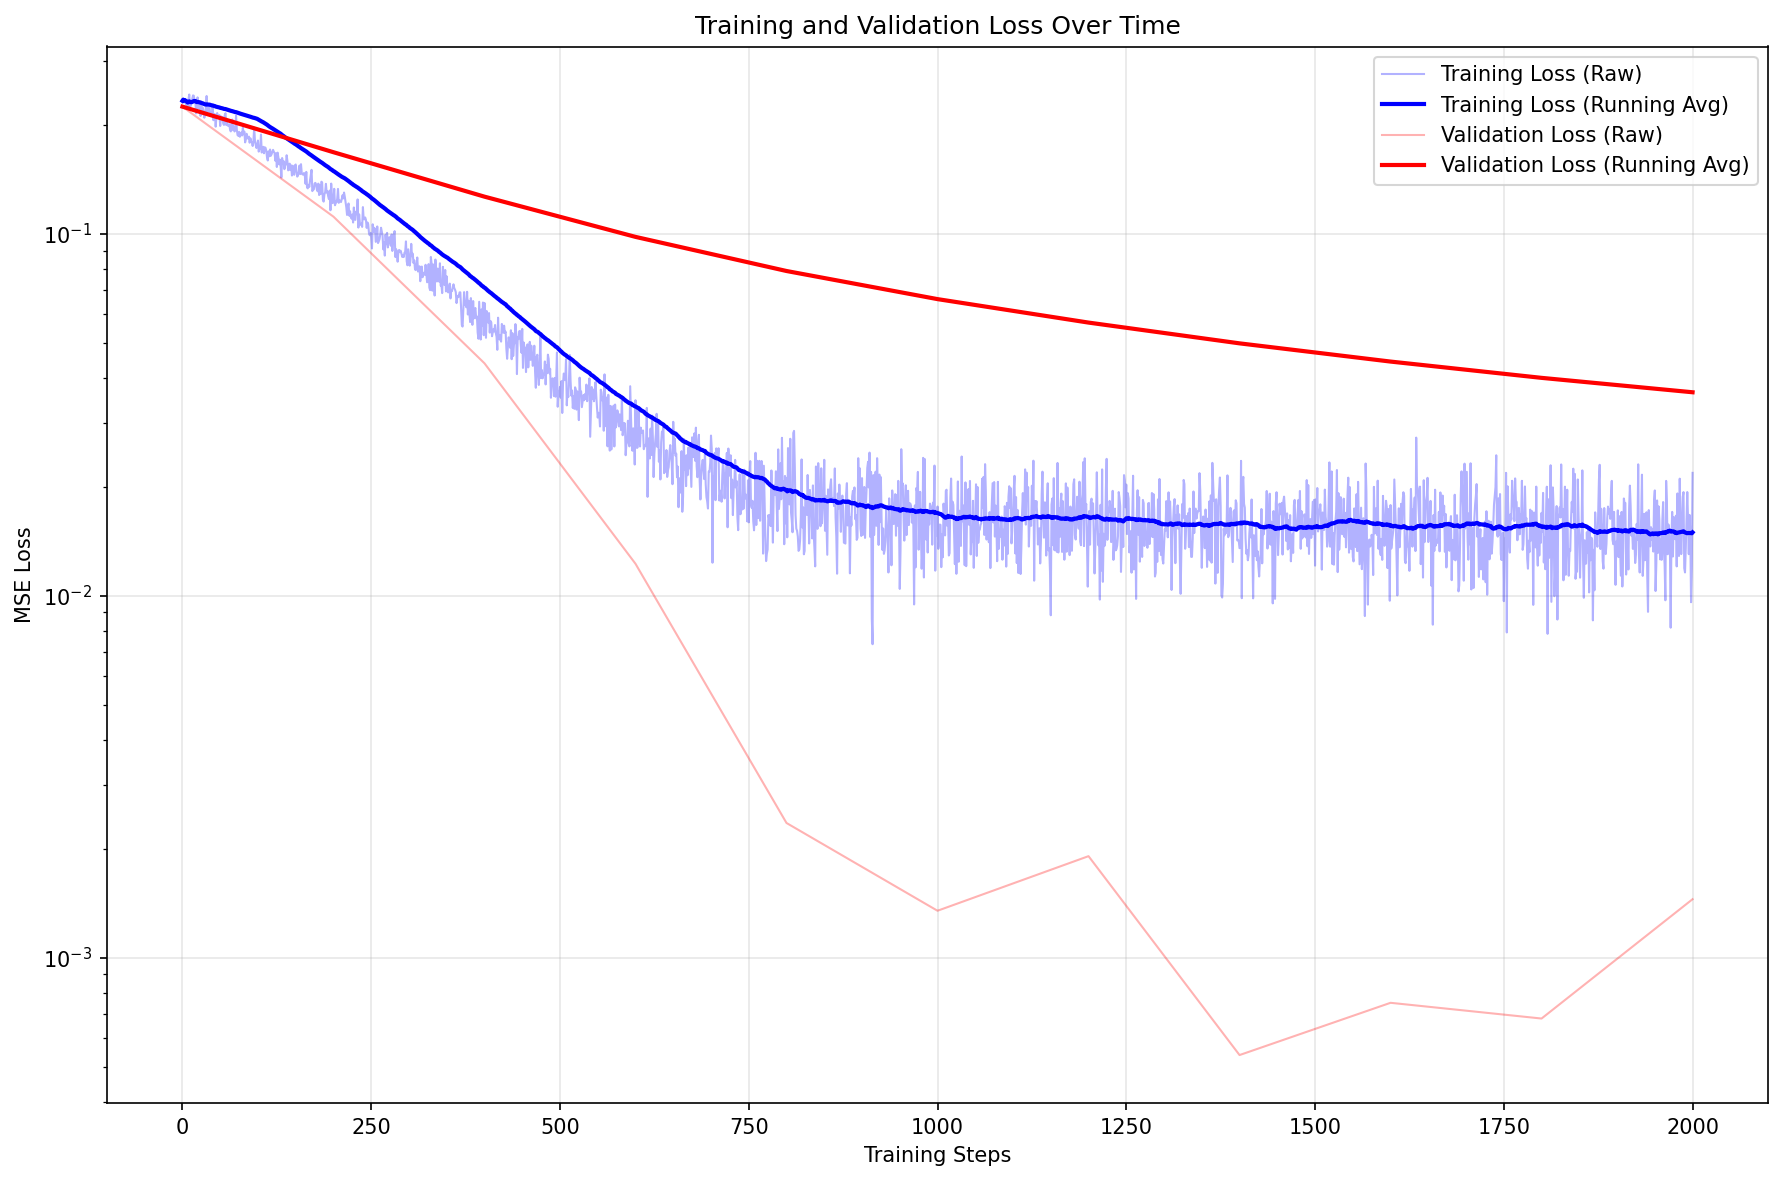 Training and Validation Loss Over Time
Training Loss (Raw)
Training Loss (Running Avg)
Validation Loss (Raw)
Validation Loss (Running Avg)
MSE Loss
10⁻¹
10⁻²
10⁻³
0 250 500 750 1000 1250 1500 1750 2000
Training Steps